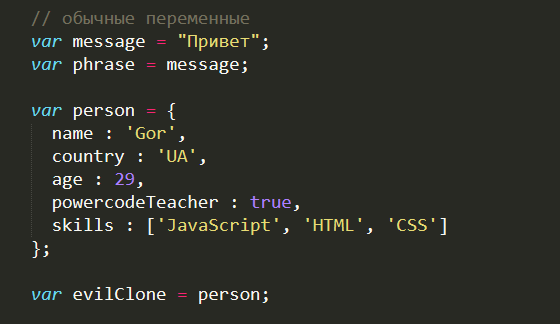 // обычные переменные
var message = "Привет";
var phrase = message;
var person = {
name : 'Gor',
country : 'UA',
age : 29,
powercodeTeacher : true,
skills : ['JavaScript', 'HTML', 'CSS']
};
var evilClone = person;